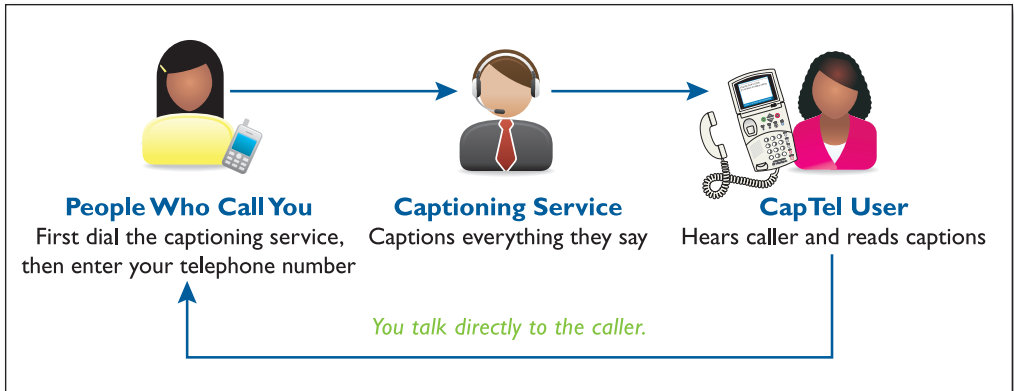 People Who Call You
First dial the captioning service,
then enter your telephone number
Captioning Service
Captions everything they say
CapTel User
Hears caller and reads captions
You talk directly to the caller.